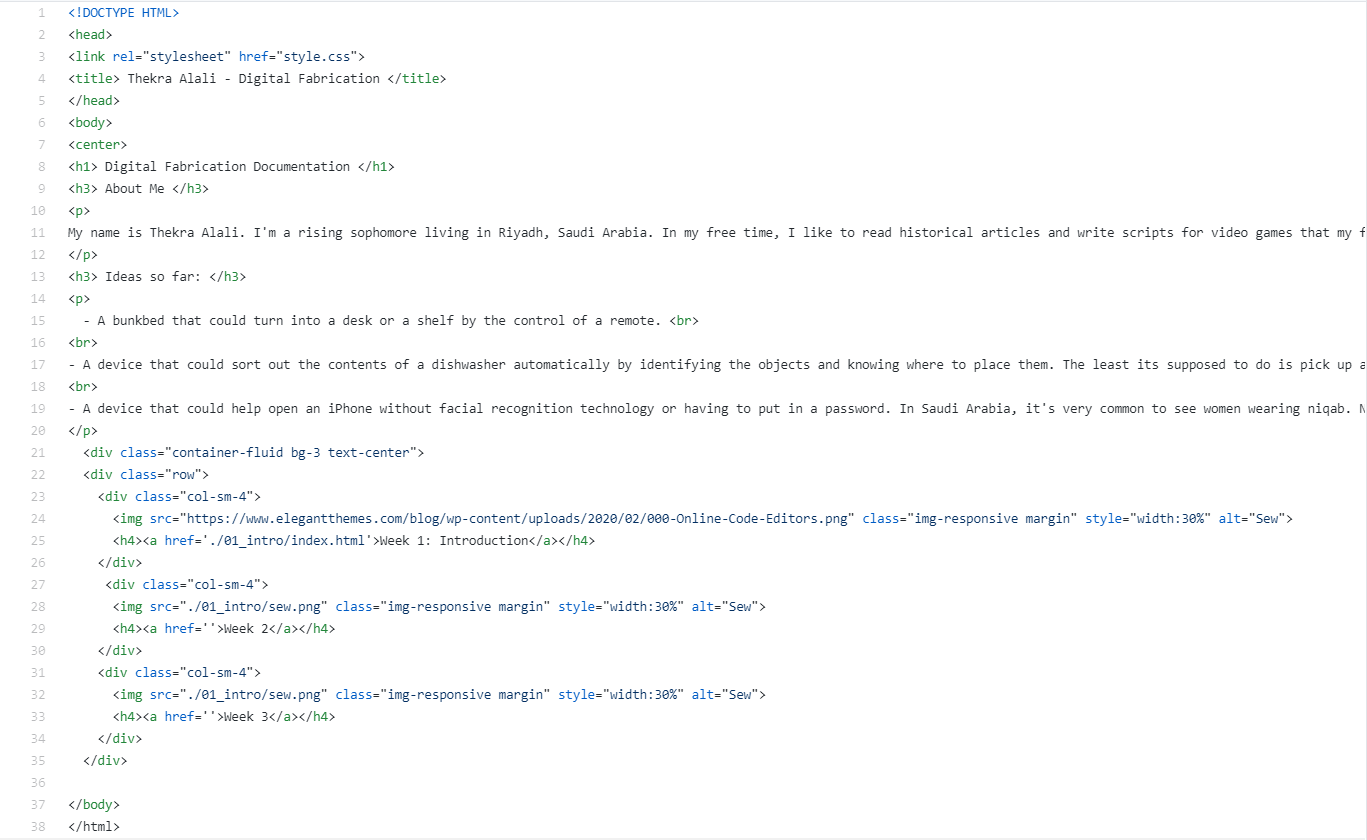 1 <!DOCTYPE HTML>
2 <head>
3 <link rel="stylesheet" href="style.css">
4 <title> Thekra Alali - Digital Fabrication </title>
5 </head>
6 <body>
7 <center>
8 <h1> Digital Fabrication Documentation </h1>
9 <h3> About Me </h3>
10 <p>
11 My name is Thekra Alali. I'm a rising sophomore living in Riyadh, Saudi Arabia. In my free time, I like to read historical articles and write scripts for video games that my f
12 </p>
13 <h3> Ideas so far: </h3>
14 <p>
15   - A bunkbed that could turn into a desk or a shelf by the control of a remote. <br>
16 <br>
17 - A device that could sort out the contents of a dishwasher automatically by identifying the objects and knowing where to place them. The least its supposed to do is pick up a
18 <br>
19 - A device that could help open an iPhone without facial recognition technology or having to put in a password. In Saudi Arabia, it's very common to see women wearing niqab. N
20 </p>
21   <div class="container-fluid bg-3 text-center">
22   <div class="row">
23     <div class="col-sm-4">
24       <img src="https://www.elegantthemes.com/blog/wp-content/uploads/2020/02/000-Online-Code-Editors.png" class="img-responsive margin" style="width:30%" alt="Sew">
25       <h4><a href='./01_intro/index.html'>Week 1: Introduction</a></h4>
26     </div>
27      <div class="col-sm-4">
28       <img src="./01_intro/sew.png" class="img-responsive margin" style="width:30%" alt="Sew">
29       <h4><a href=''>Week 2</a></h4>
30     </div>
31     <div class="col-sm-4">
32       <img src="./01_intro/sew.png" class="img-responsive margin" style="width:30%" alt="Sew">
33       <h4><a href=''>Week 3</a></h4>
34     </div>
35   </div>
36
37 </body>
38 </html>